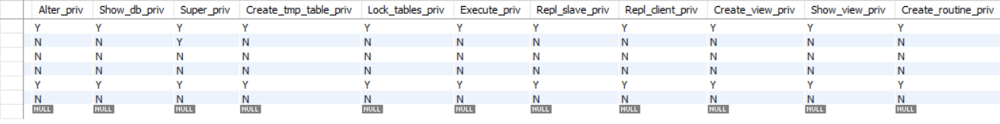 Alter_priv Show_db_priv Super_priv Create_tmp_table_priv Lock_tables_priv Execute_priv Repl_slave_priv Repl_client_priv Create_view_priv Show_view_priv Create_routine_priv
Y Y Y Y Y Y Y Y Y Y Y
N N Y N N N N N N N N
N N N N N N N N N N N
N N N N N N N N N N N
Y Y Y Y Y Y Y Y Y Y Y
N N N N N N N N N N N
NULL NULL NULL NULL NULL NULL NULL NULL NULL NULL NULL